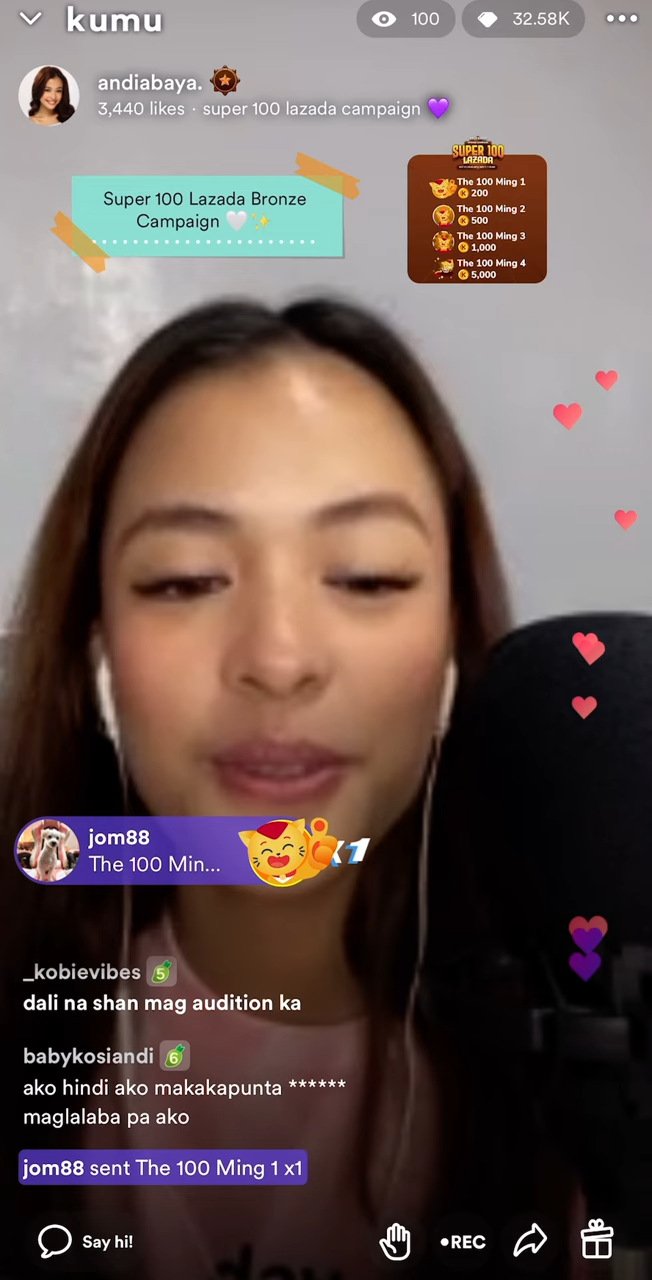 kumu
100
32.58K
andiabaya.
3,440 likes · super 100 lazada campaign 💜
Super 100 Lazada Bronze
Campaign 🤍✨
SUPER 100
LAZADA
The 100 Ming 1
K 200
The 100 Ming 2
K 500
The 100 Ming 3
K 1,000
The 100 Ming 4
K 5,000
jom88
The 100 Min...
x1
_kobievibes 5
dali na shan mag audition ka
babykosiandi 6
ako hindi ako makakapunta ******
maglalaba pa ako
jom88 sent The 100 Ming 1 x1
Say hi!
•REC